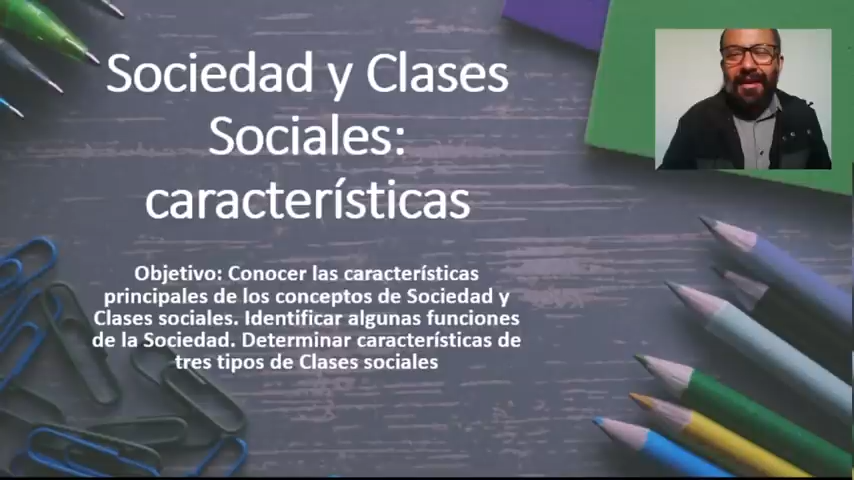 Sociedad y Clases
Sociales:
características
Objetivo: Conocer las características
principales de los conceptos de Sociedad y
Clases sociales. Identificar algunas funciones
de la Sociedad. Determinar características de
tres tipos de Clases sociales